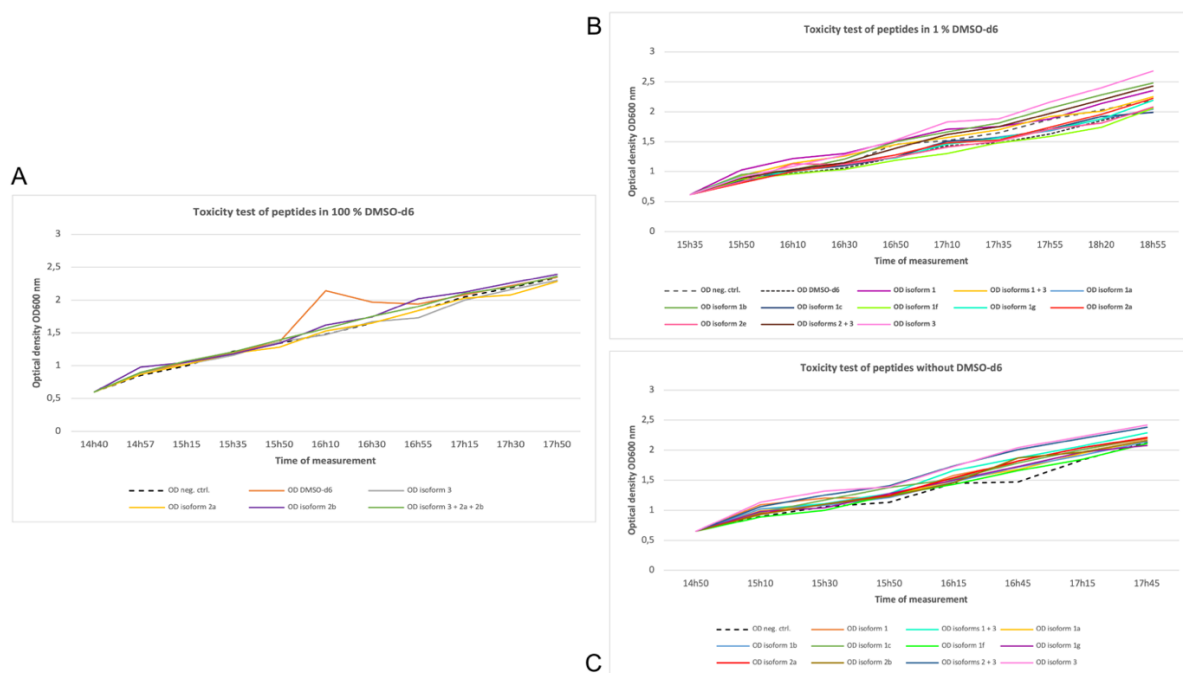 A
Toxicity test of peptides in 100 % DMSO-d6
Optical density OD600 nm
3
2,5
2
1,5
1
0,5
0
14h40 14h57 15h15 15h35 15h50 16h10 16h30 16h55 17h15 17h30 17h50
Time of measurement
OD neg. ctrl. OD DMSO-d6 OD isoform 3
OD isoform 2a OD isoform 2b OD isoform 3 + 2a + 2b
B
Toxicity test of peptides in 1 % DMSO-d6
Optical density OD600 nm
3
2,5
2
1,5
1
0,5
0
15h35 15h50 16h10 16h30 16h50 17h10 17h35 17h55 18h20 18h55
Time of measurement
OD neg. ctrl. OD DMSO-d6 OD isoform 1 OD isoforms 1 + 3 OD isoform 1a
OD isoform 1b OD isoform 1c OD isoform 1f OD isoform 1g OD isoform 2a
OD isoform 2e OD isoforms 2 + 3 OD isoform 3
C
Toxicity test of peptides without DMSO-d6
Optical density OD600 nm
3
2,5
2
1,5
1
0,5
0
14h50 15h10 15h30 15h50 16h15 16h45 17h15 17h45
Time of measurement
OD neg. ctrl. OD isoform 1 OD isoforms 1 + 3 OD isoform 1a
OD isoform 1b OD isoform 1c OD isoform 1f OD isoform 1g
OD isoform 2a OD isoform 2b OD isoforms 2 + 3 OD isoform 3